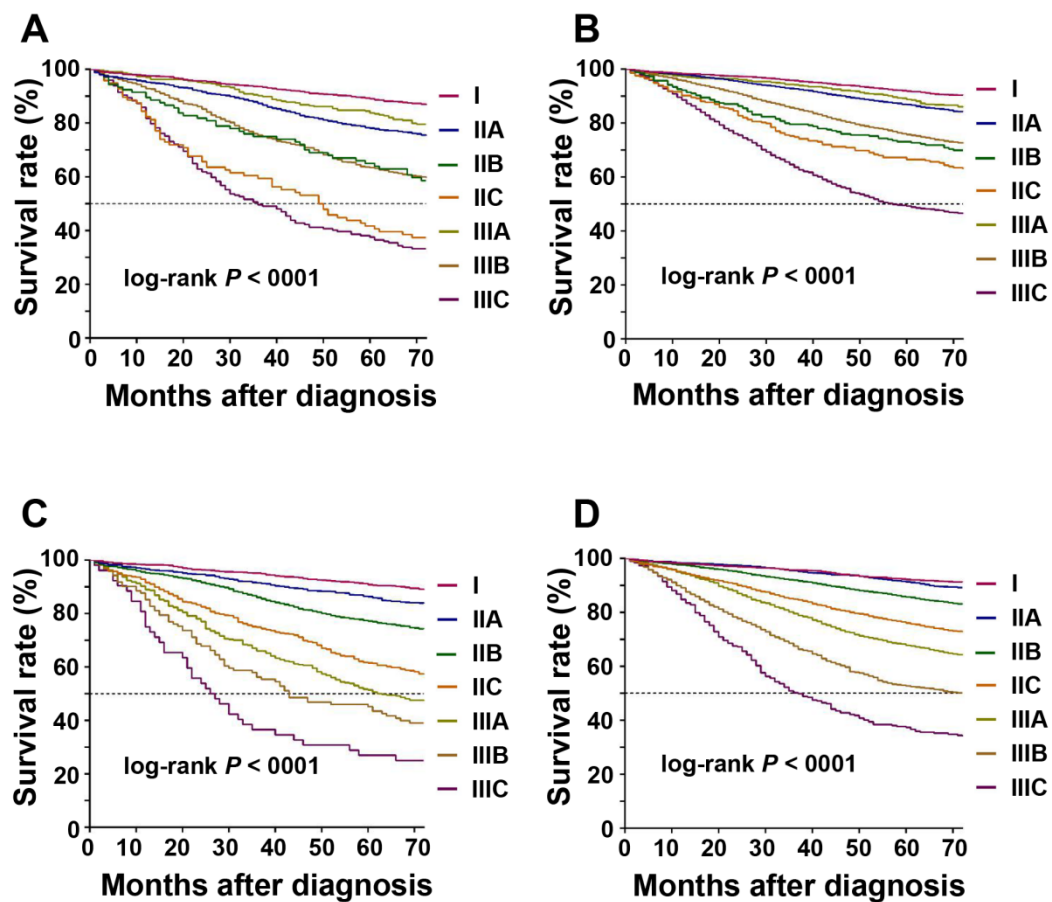 A
Survival rate (%)
100
80
60
40
20
0
log-rank P < 0001
0 10 20 30 40 50 60 70
Months after diagnosis
I
IIA
IIB
IIC
IIIA
IIIB
IIIC
B
Survival rate (%)
100
80
60
40
20
0
log-rank P < 0001
0 10 20 30 40 50 60 70
Months after diagnosis
I
IIA
IIB
IIC
IIIA
IIIB
IIIC
C
Survival rate (%)
100
80
60
40
20
0
log-rank P < 0001
0 10 20 30 40 50 60 70
Months after diagnosis
I
IIA
IIB
IIC
IIIA
IIIB
IIIC
D
Survival rate (%)
100
80
60
40
20
0
log-rank P < 0001
0 10 20 30 40 50 60 70
Months after diagnosis
I
IIA
IIB
IIC
IIIA
IIIB
IIIC